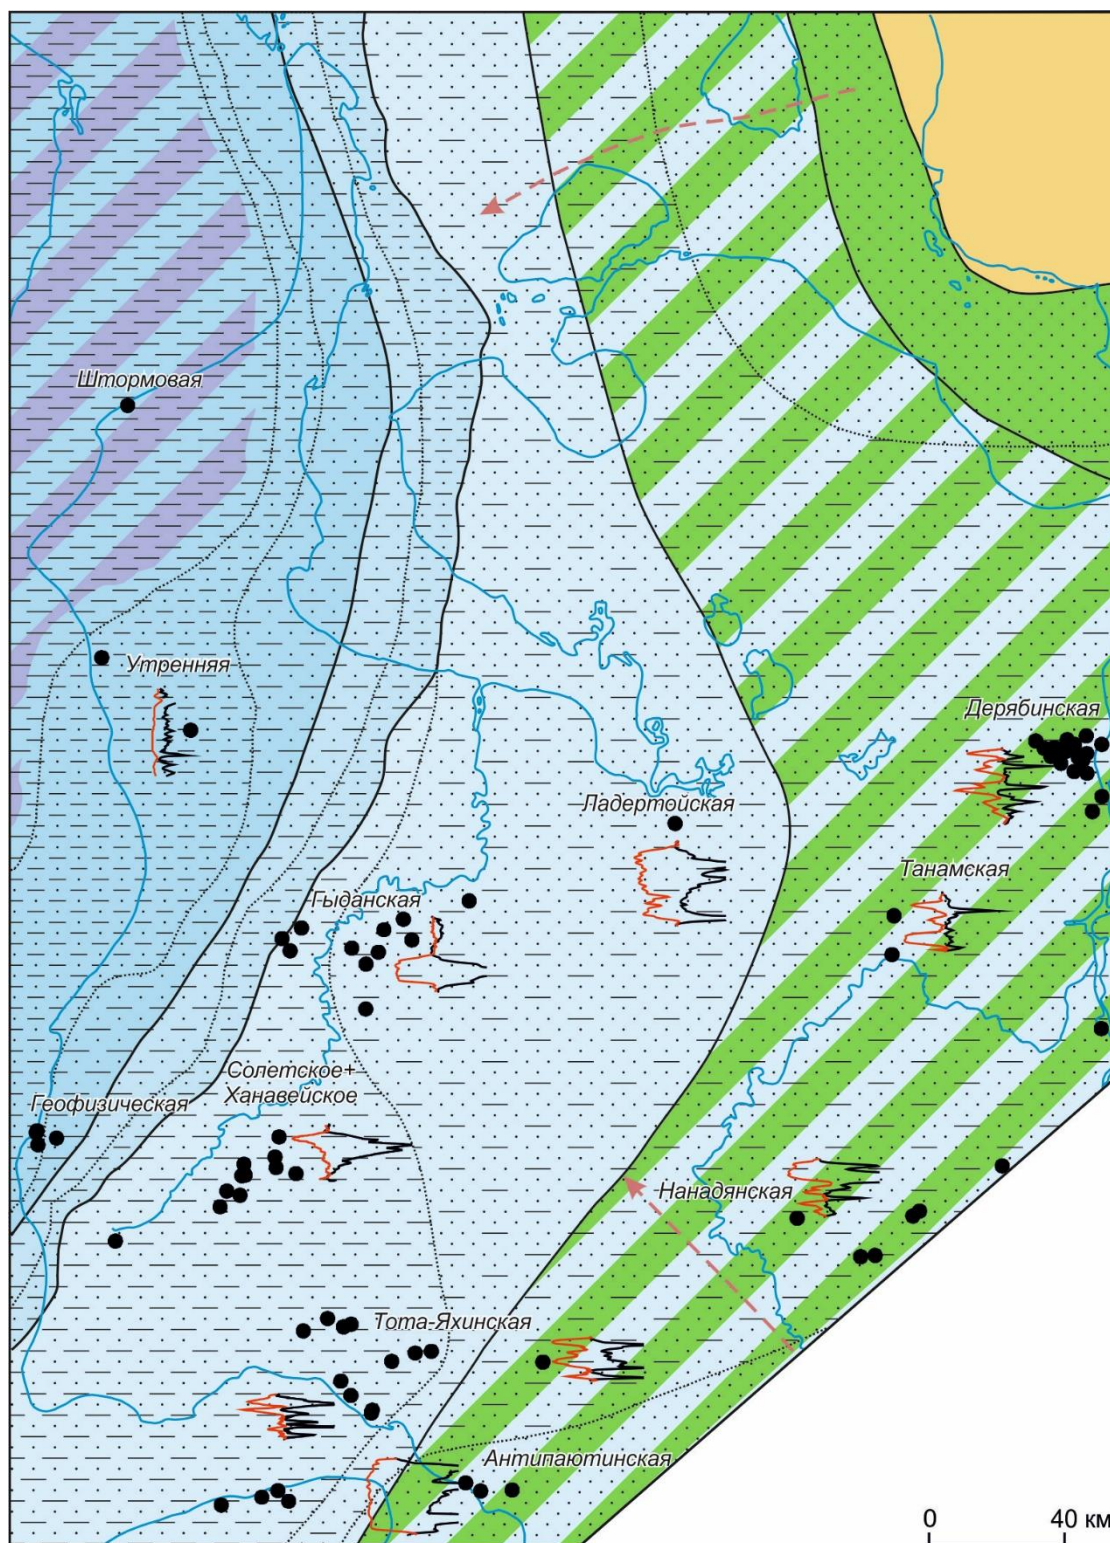 Штормовая
Утренняя
Дерябинская
Ладертойская
Танамская
Гыданская
Солетское+
Ханавейское
Геофизическая
Нанадянская
Тота-Яхинская
Антипаютинская
0 40 км